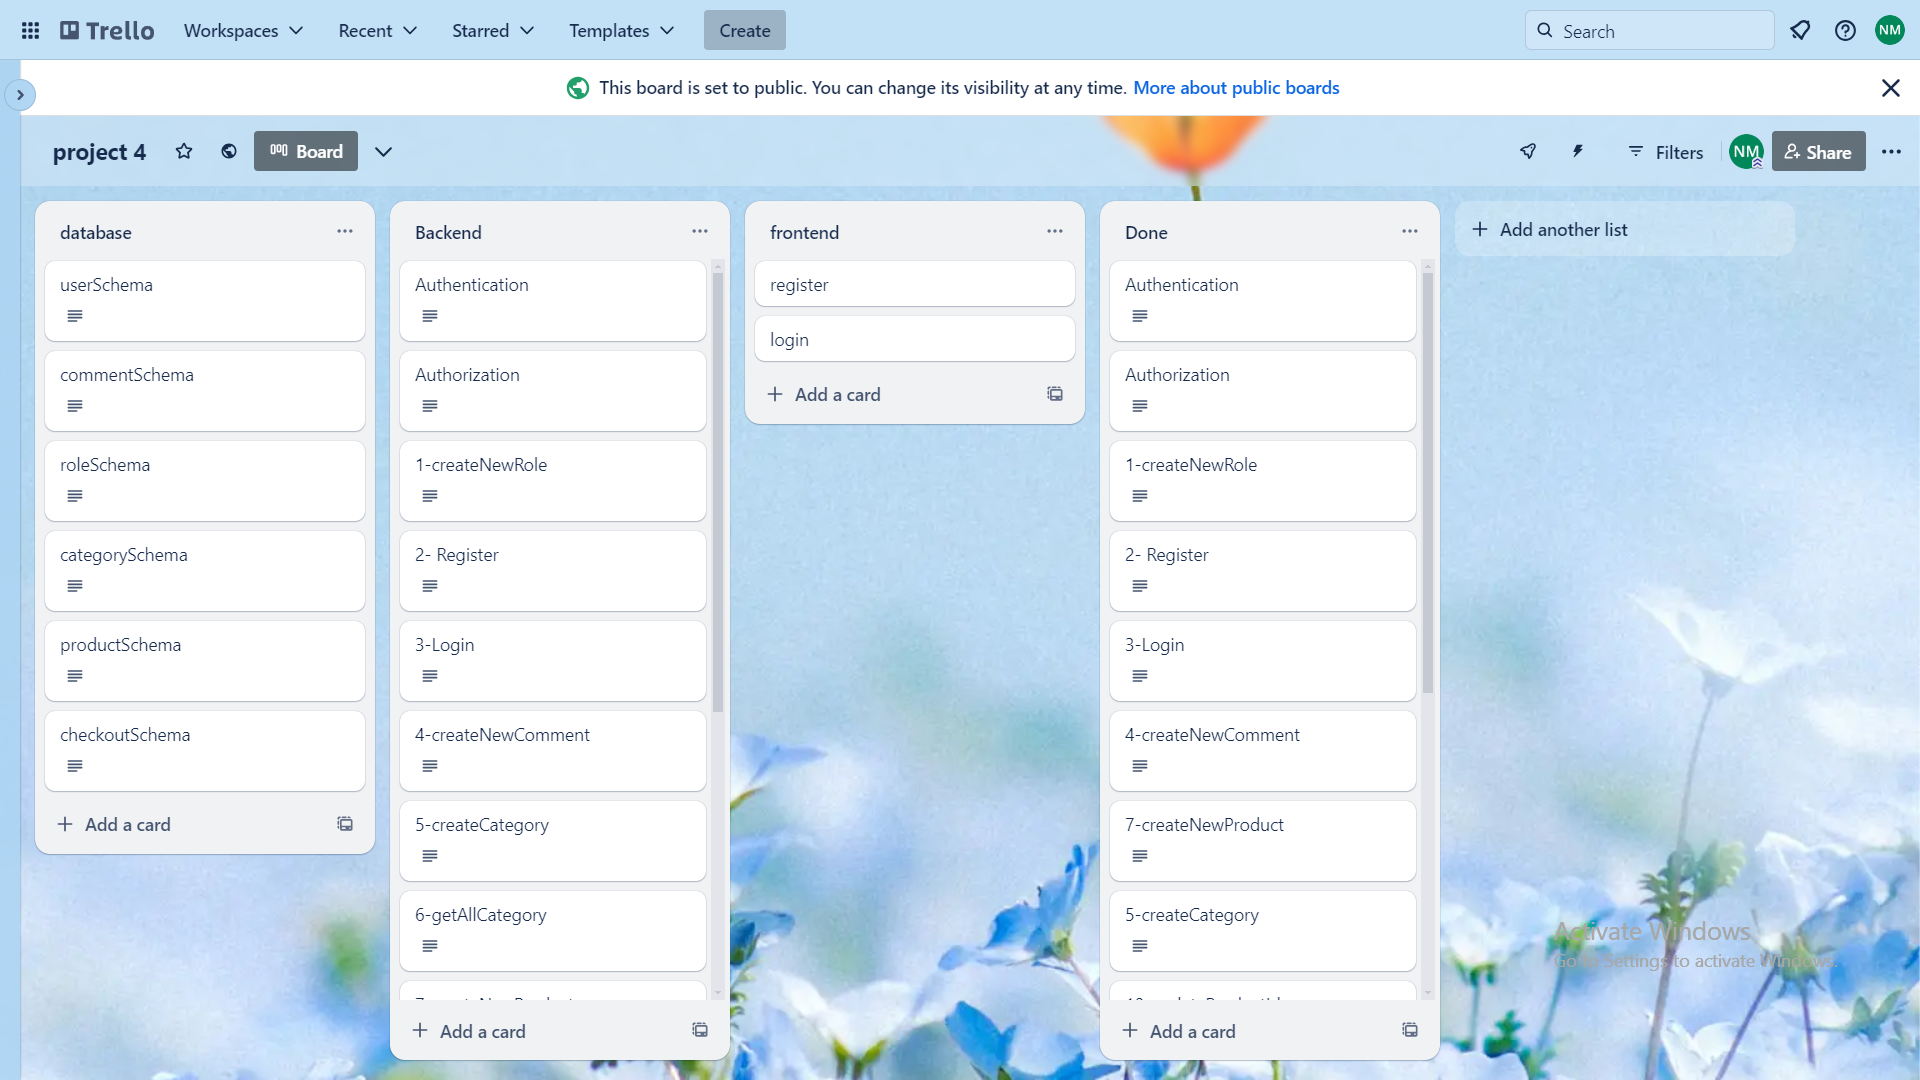 Trello
Workspaces
Recent
Starred
Templates
Create
Search
NM
This board is set to public. You can change its visibility at any time. More about public boards
project 4
Board
Filters
NM
Share
database
userSchema
commentSchema
roleSchema
categorySchema
productSchema
checkoutSchema
Add a card
Backend
Authentication
Authorization
1-createNewRole
2- Register
3-Login
4-createNewComment
5-createCategory
6-getAllCategory
Add a card
frontend
register
login
Add a card
Done
Authentication
Authorization
1-createNewRole
2- Register
3-Login
4-createNewComment
7-createNewProduct
5-createCategory
Add a card
Add another list
Activate Windows
Go to Settings to activate Windows.